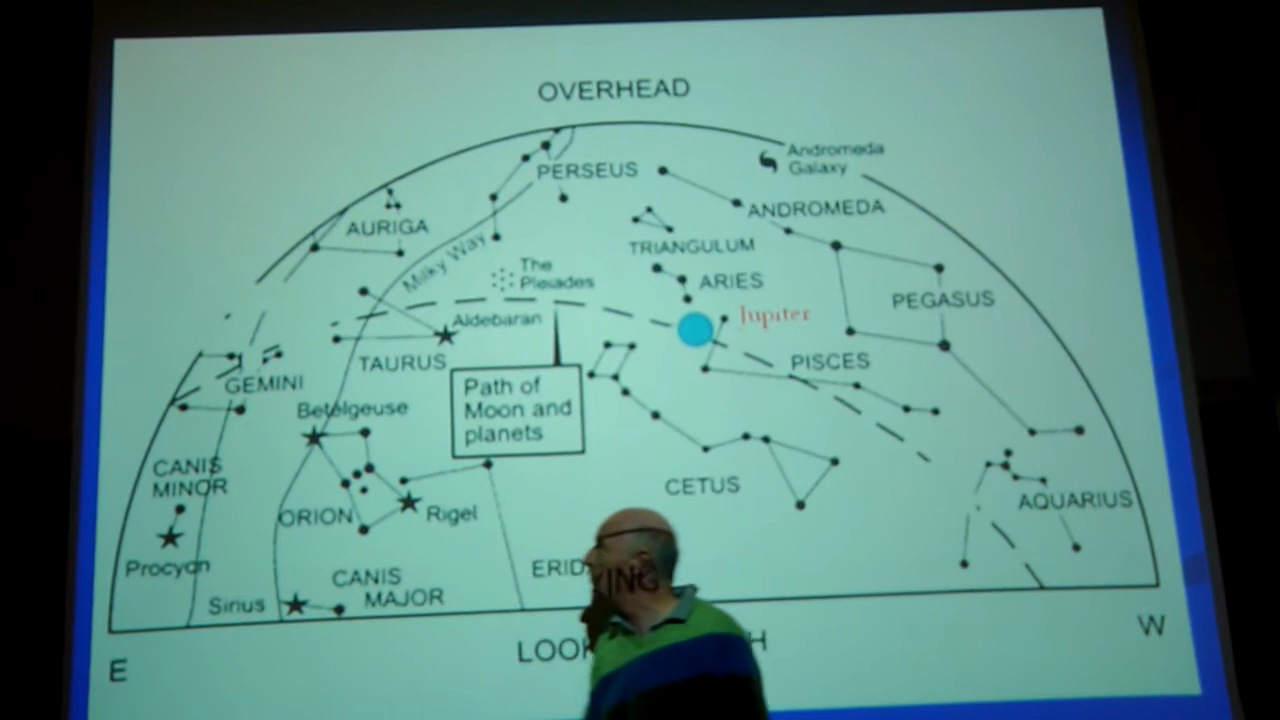 OVERHEAD
Andromeda
Galaxy
PERSEUS
ANDROMEDA
AURIGA
TRIANGULUM
Milky Way
The
Pleiades
ARIES
PEGASUS
Jupiter
Aldebaran
TAURUS
PISCES
GEMINI
Path of
Moon and
planets
Betelgeuse
CANIS
MINOR
CETUS
AQUARIUS
ORION
Rigel
Procyon
ERID
CANIS
MAJOR
Sirius
E
W